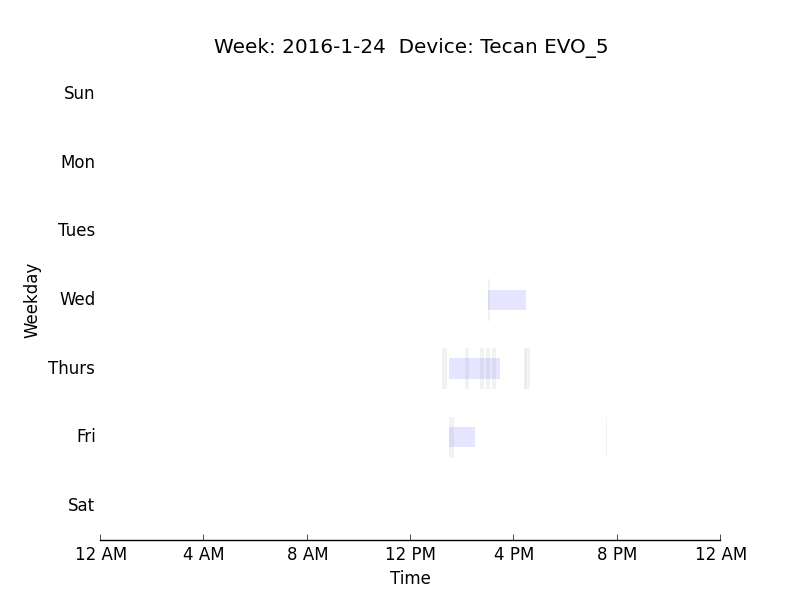 Week: 2016-1-24  Device: Tecan EVO_5
Sun
Mon
Tues
Wed
Thurs
Fri
Sat
Weekday
12 AM 4 AM 8 AM 12 PM 4 PM 8 PM 12 AM
Time